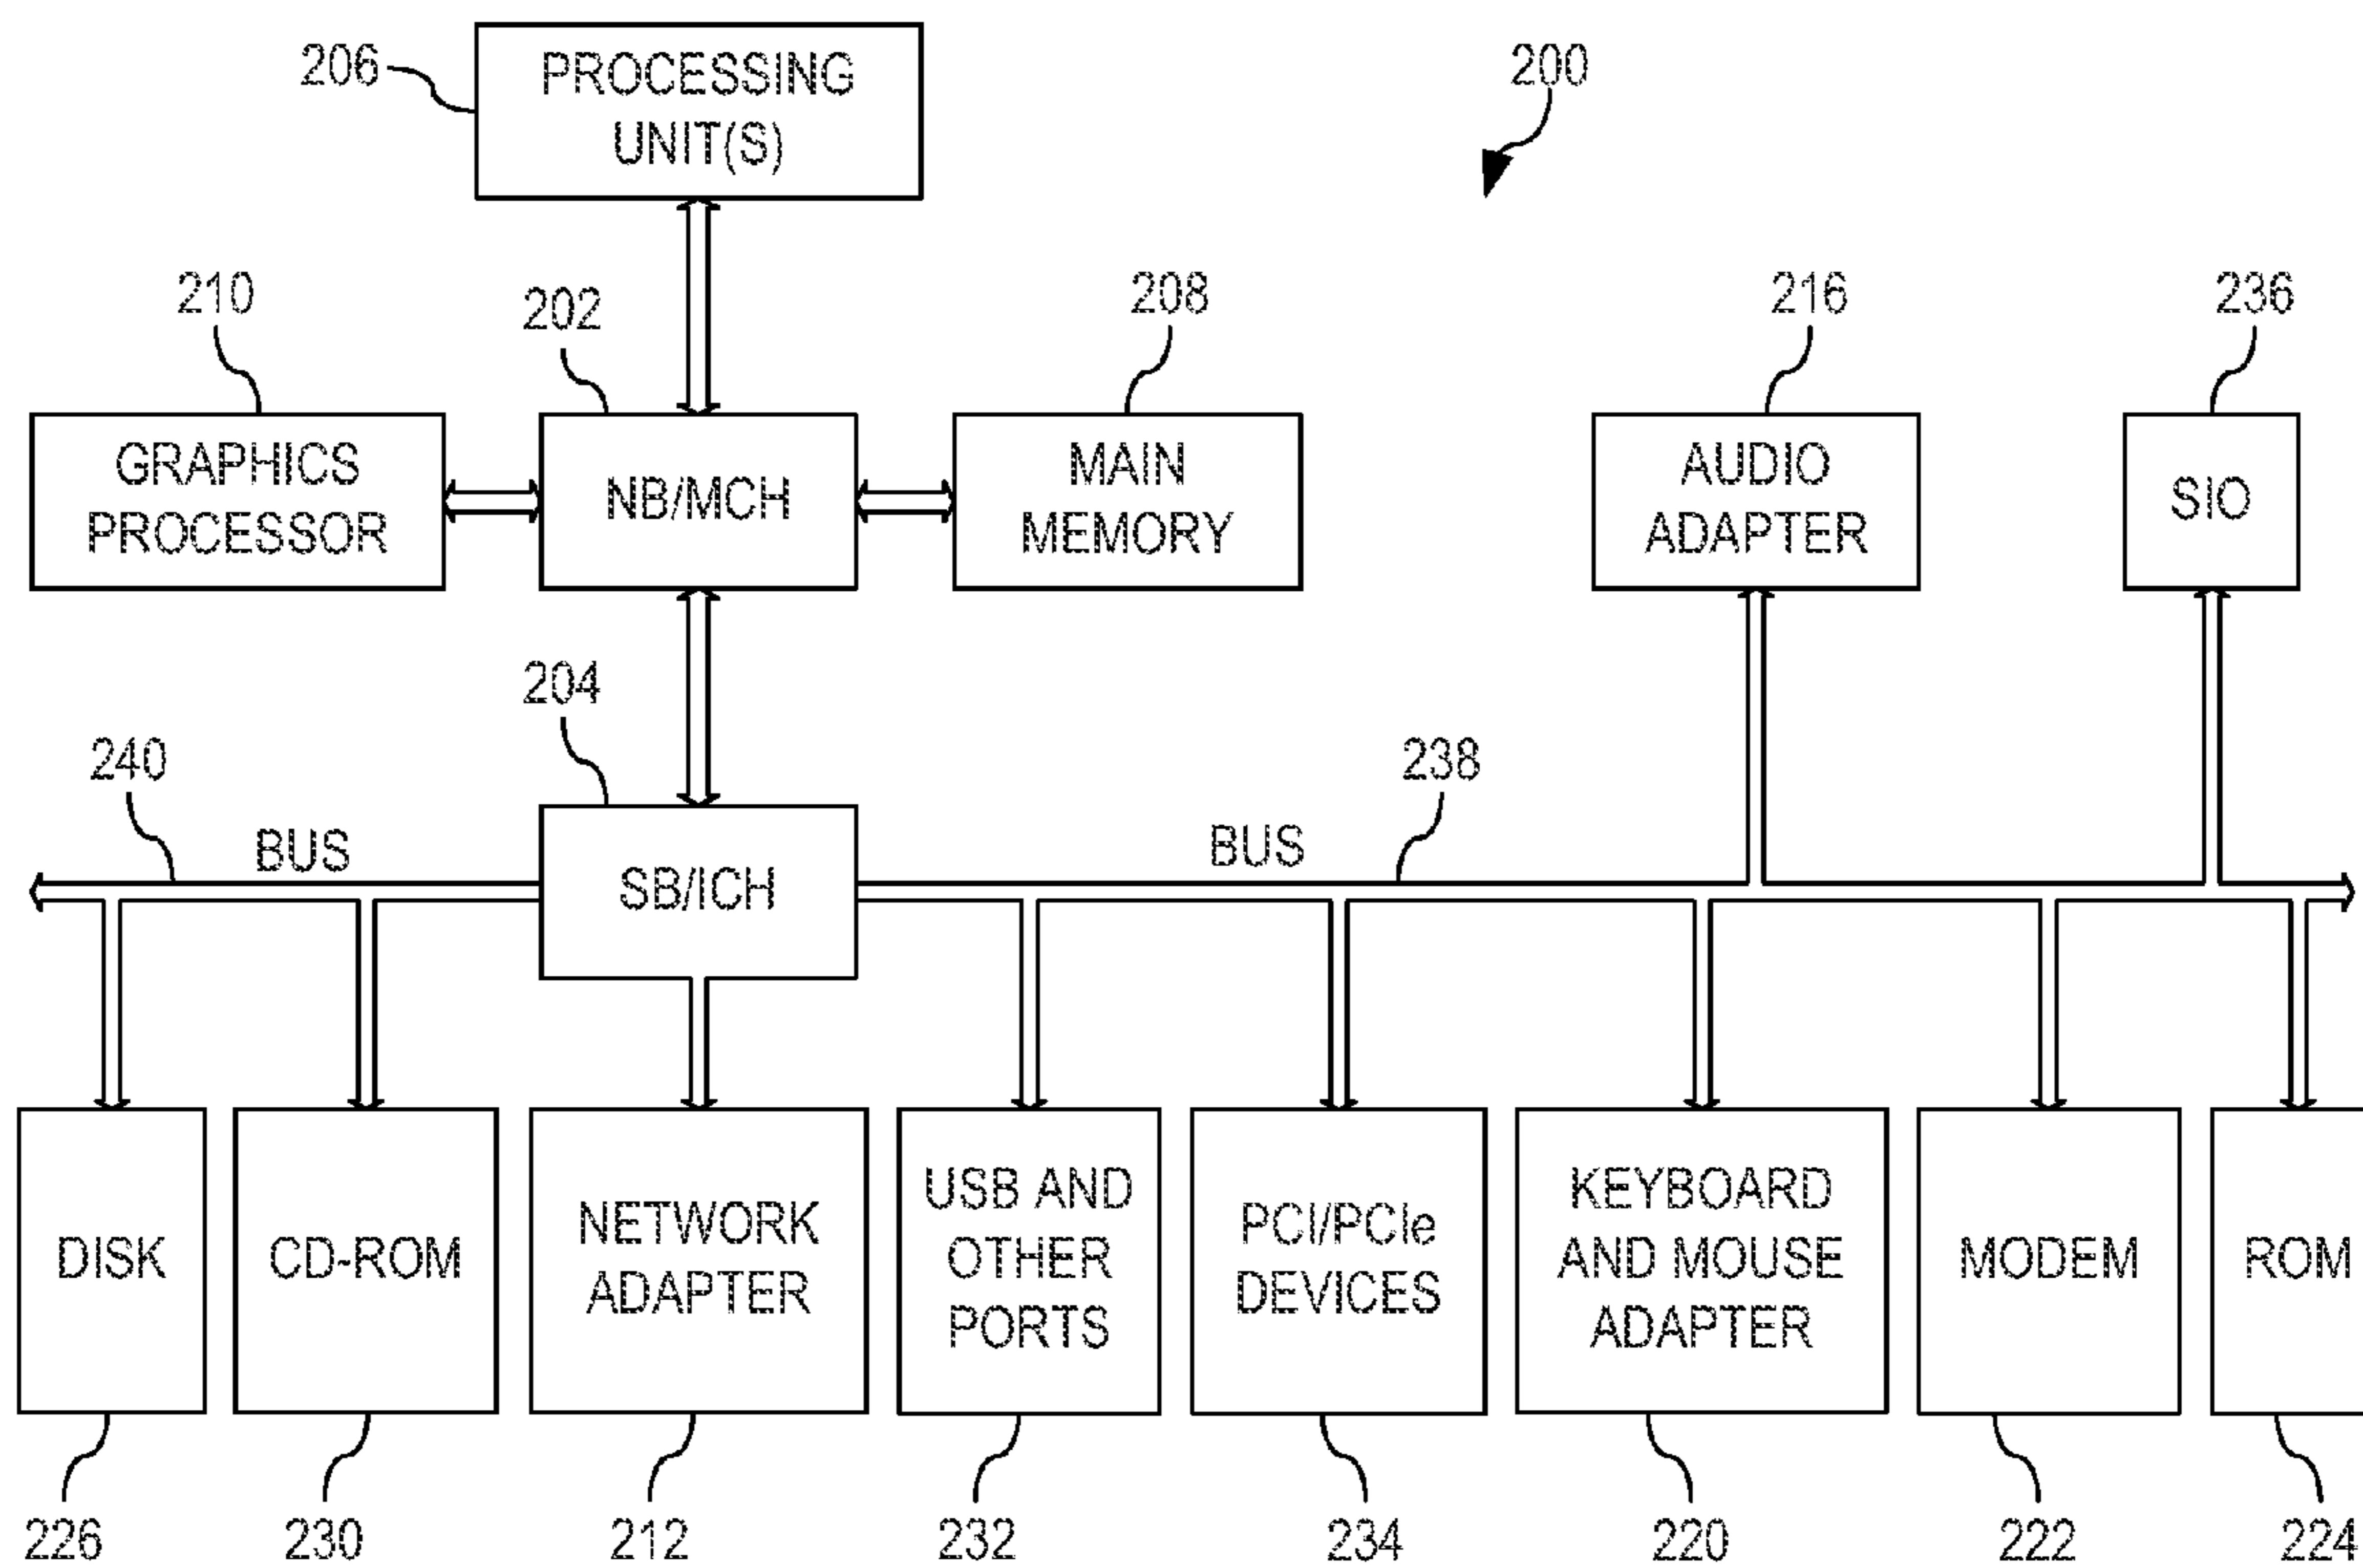 206
PROCESSING
UNIT(S)
200
210
202
208
216
236
GRAPHICS
PROCESSOR
NB/MCH
MAIN
MEMORY
AUDIO
ADAPTER
SIO
204
240
238
BUS
SB/ICH
BUS
DISK
CD-ROM
NETWORK
ADAPTER
USB AND
OTHER
PORTS
PCI/PCIe
DEVICES
KEYBOARD
AND MOUSE
ADAPTER
MODEM
ROM
226
230
212
232
234
220
222
224